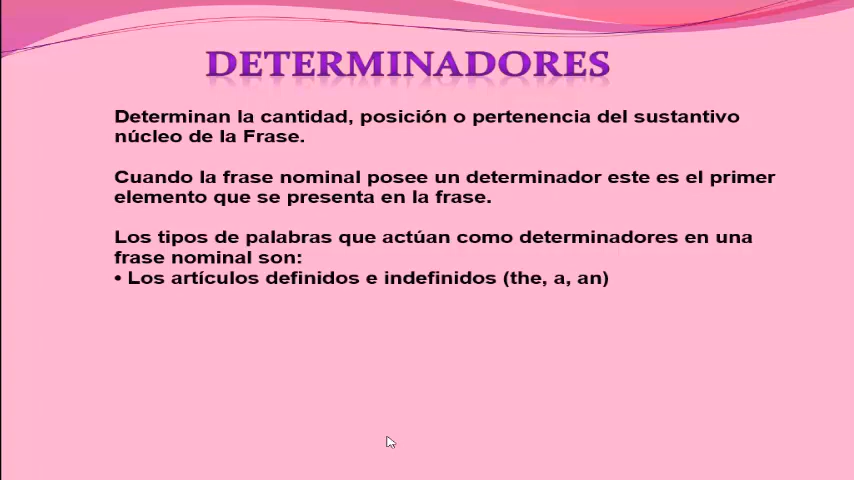 DETERMINADORES
Determinan la cantidad, posición o pertenencia del sustantivo
núcleo de la Frase.
Cuando la frase nominal posee un determinador este es el primer
elemento que se presenta en la frase.
Los tipos de palabras que actúan como determinadores en una
frase nominal son:
• Los artículos definidos e indefinidos (the, a, an)